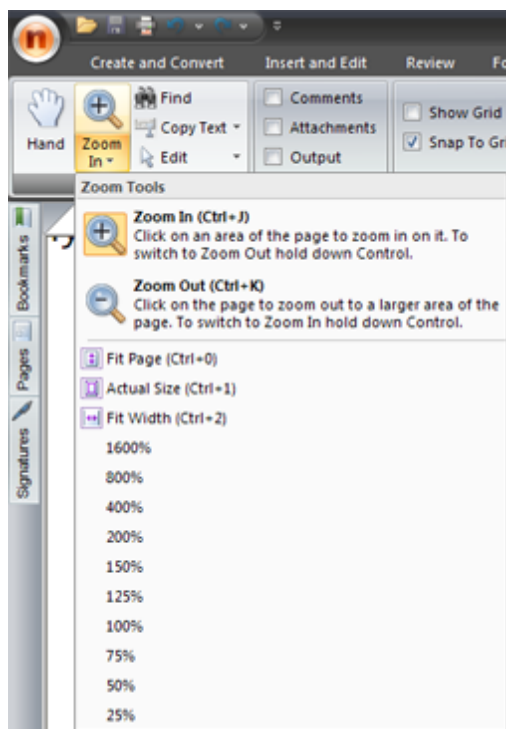 n
Create and Convert Insert and Edit Review
Hand
Zoom In
Find
Copy Text
Edit
Comments
Attachments
Output
Show Grid
Snap To
Zoom Tools
Bookmarks
Pages
Signatures
Zoom In (Ctrl+J)
Click on an area of the page to zoom in on it. To
switch to Zoom Out hold down Control.
Zoom Out (Ctrl+K)
Click on the page to zoom out to a larger area of the
page. To switch to Zoom In hold down Control.
Fit Page (Ctrl+0)
Actual Size (Ctrl+1)
Fit Width (Ctrl+2)
1600%
800%
400%
200%
150%
125%
100%
75%
50%
25%